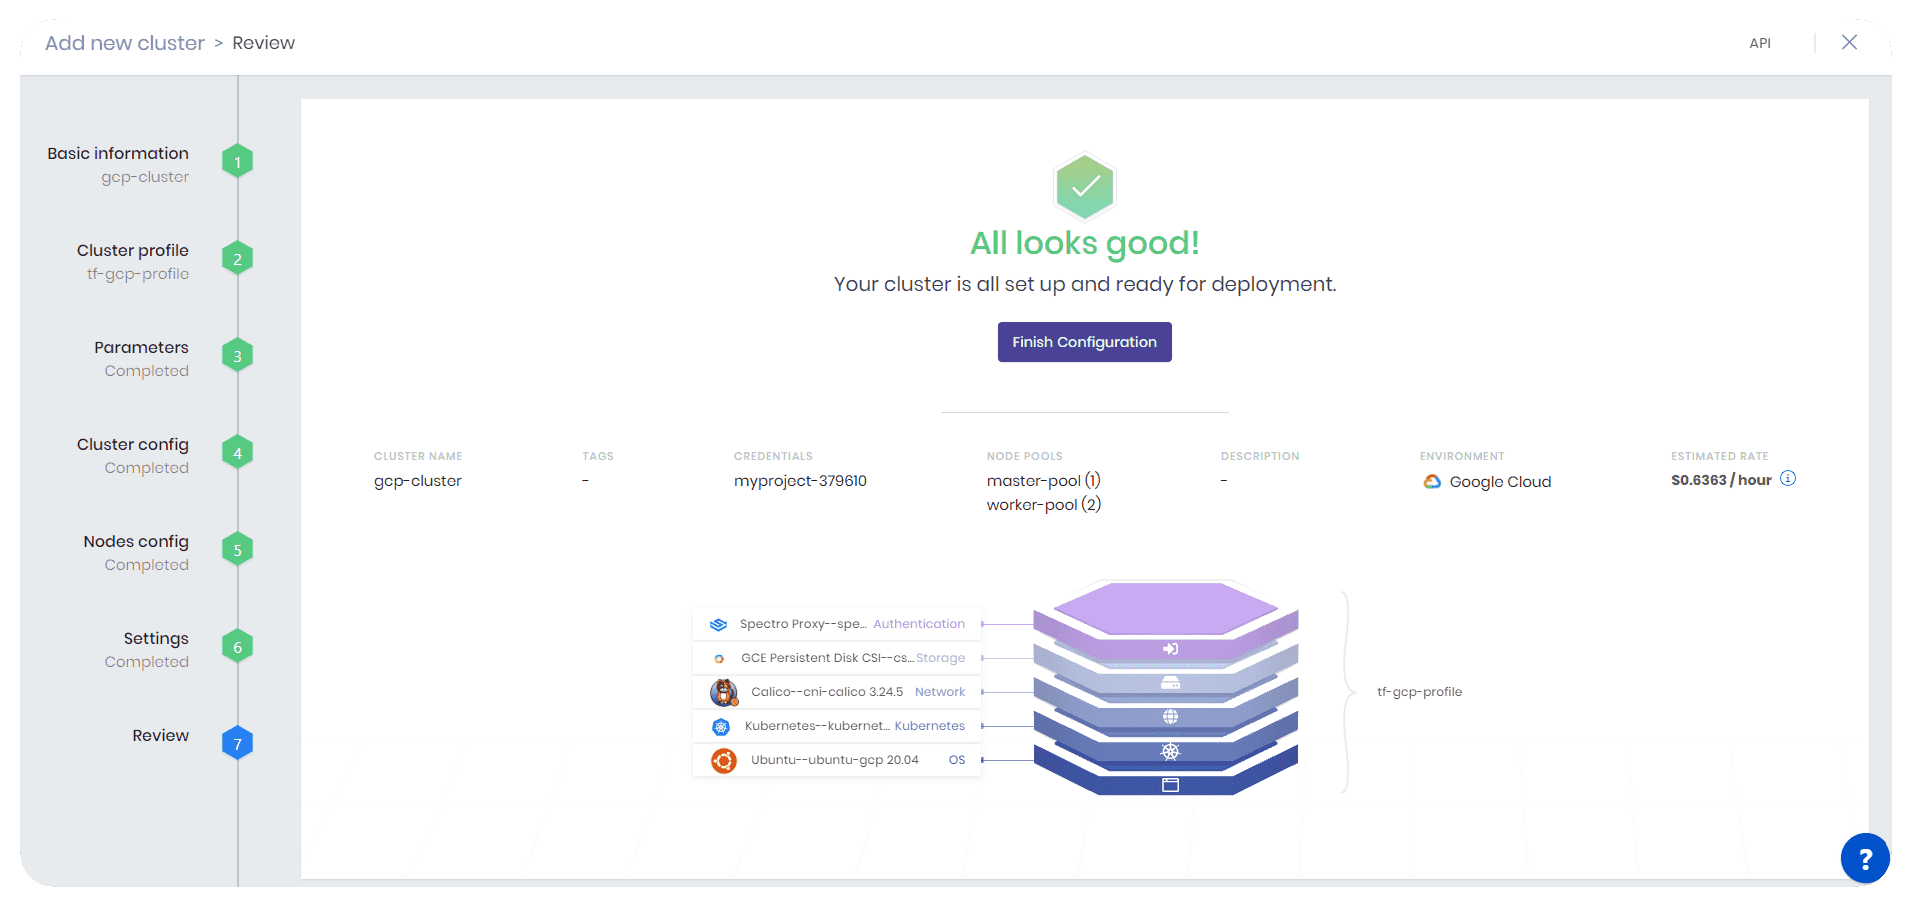 Add new cluster > Review
API
Basic information
gcp-cluster
1
Cluster profile
tf-gcp-profile
2
Parameters
Completed
3
Cluster config
Completed
4
Nodes config
Completed
5
Settings
Completed
6
Review
7
All looks good!
Your cluster is all set up and ready for deployment.
Finish Configuration
CLUSTER NAME
gcp-cluster
TAGS
-
CREDENTIALS
myproject-379610
NODE POOLS
master-pool (1)
worker-pool (2)
DESCRIPTION
-
ENVIRONMENT
Google Cloud
ESTIMATED RATE
$0.6363 / hour
Spectro Proxy--spe... Authentication
GCE Persistent Disk CSI--cs... Storage
Calico--cni-calico 3.24.5 Network
Kubernetes--kubernet... Kubernetes
Ubuntu--ubuntu-gcp 20.04 OS
tf-gcp-profile
?